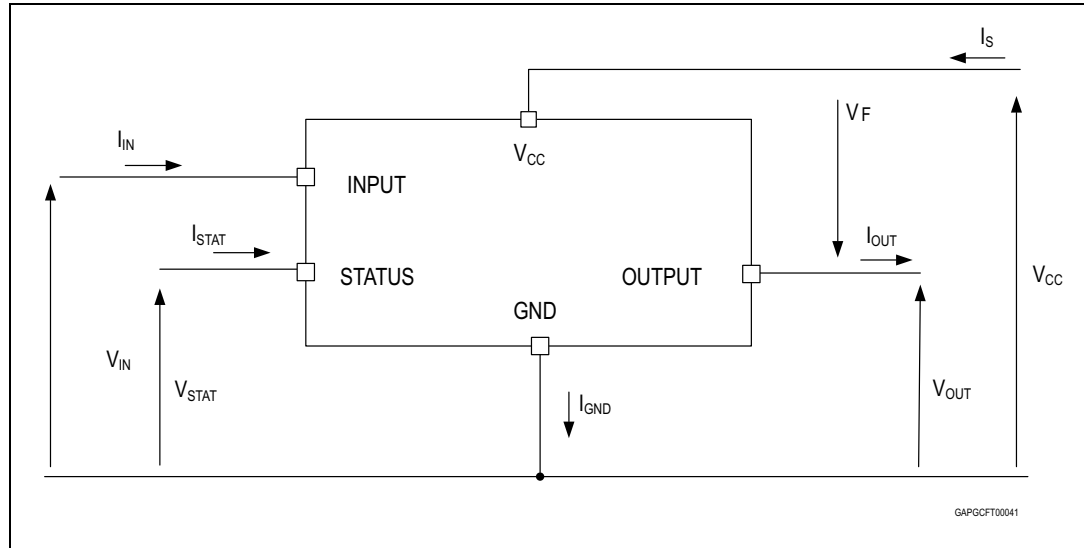 I_S
V_F
I_IN
V_CC
INPUT
I_STAT
I_OUT
STATUS
OUTPUT
V_CC
GND
V_IN
V_STAT
V_OUT
I_GND
GAPGCFT00041